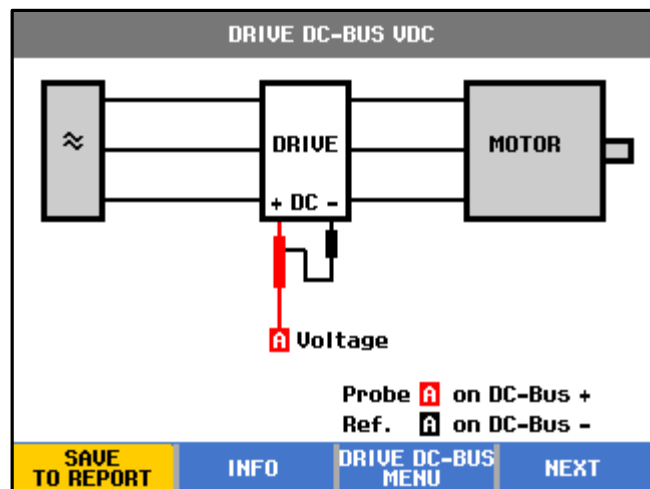 DRIVE DC-BUS VDC
≈
DRIVE
MOTOR
+ DC -
A Voltage
Probe A on DC-Bus +
Ref. A on DC-Bus -
SAVE
TO REPORT
INFO
DRIVE DC-BUS
MENU
NEXT